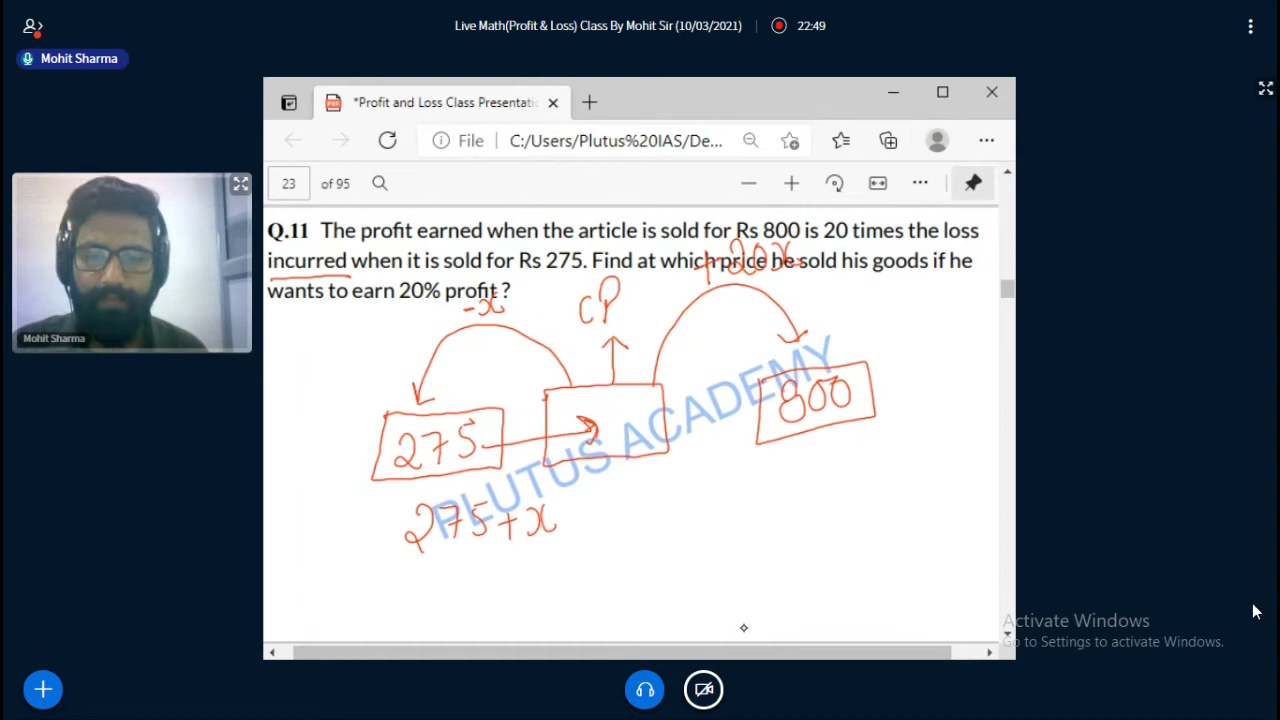 Live Math(Profit & Loss) Class By Mohit Sir (10/03/2021)
22:49
Mohit Sharma
*Profit and Loss Class Presentati
File
C:/Users/Plutus%20IAS/De...
23
of 95
Mohit Sharma
Q.11 The profit earned when the article is sold for Rs 800 is 20 times the loss
incurred when it is sold for Rs 275. Find at which price he sold his goods if he
wants to earn 20% profit ?
+20x
-x
CP
800
275
275+x
PLUTUS ACADEMY
Activate Windows
Go to Settings to activate Windows.